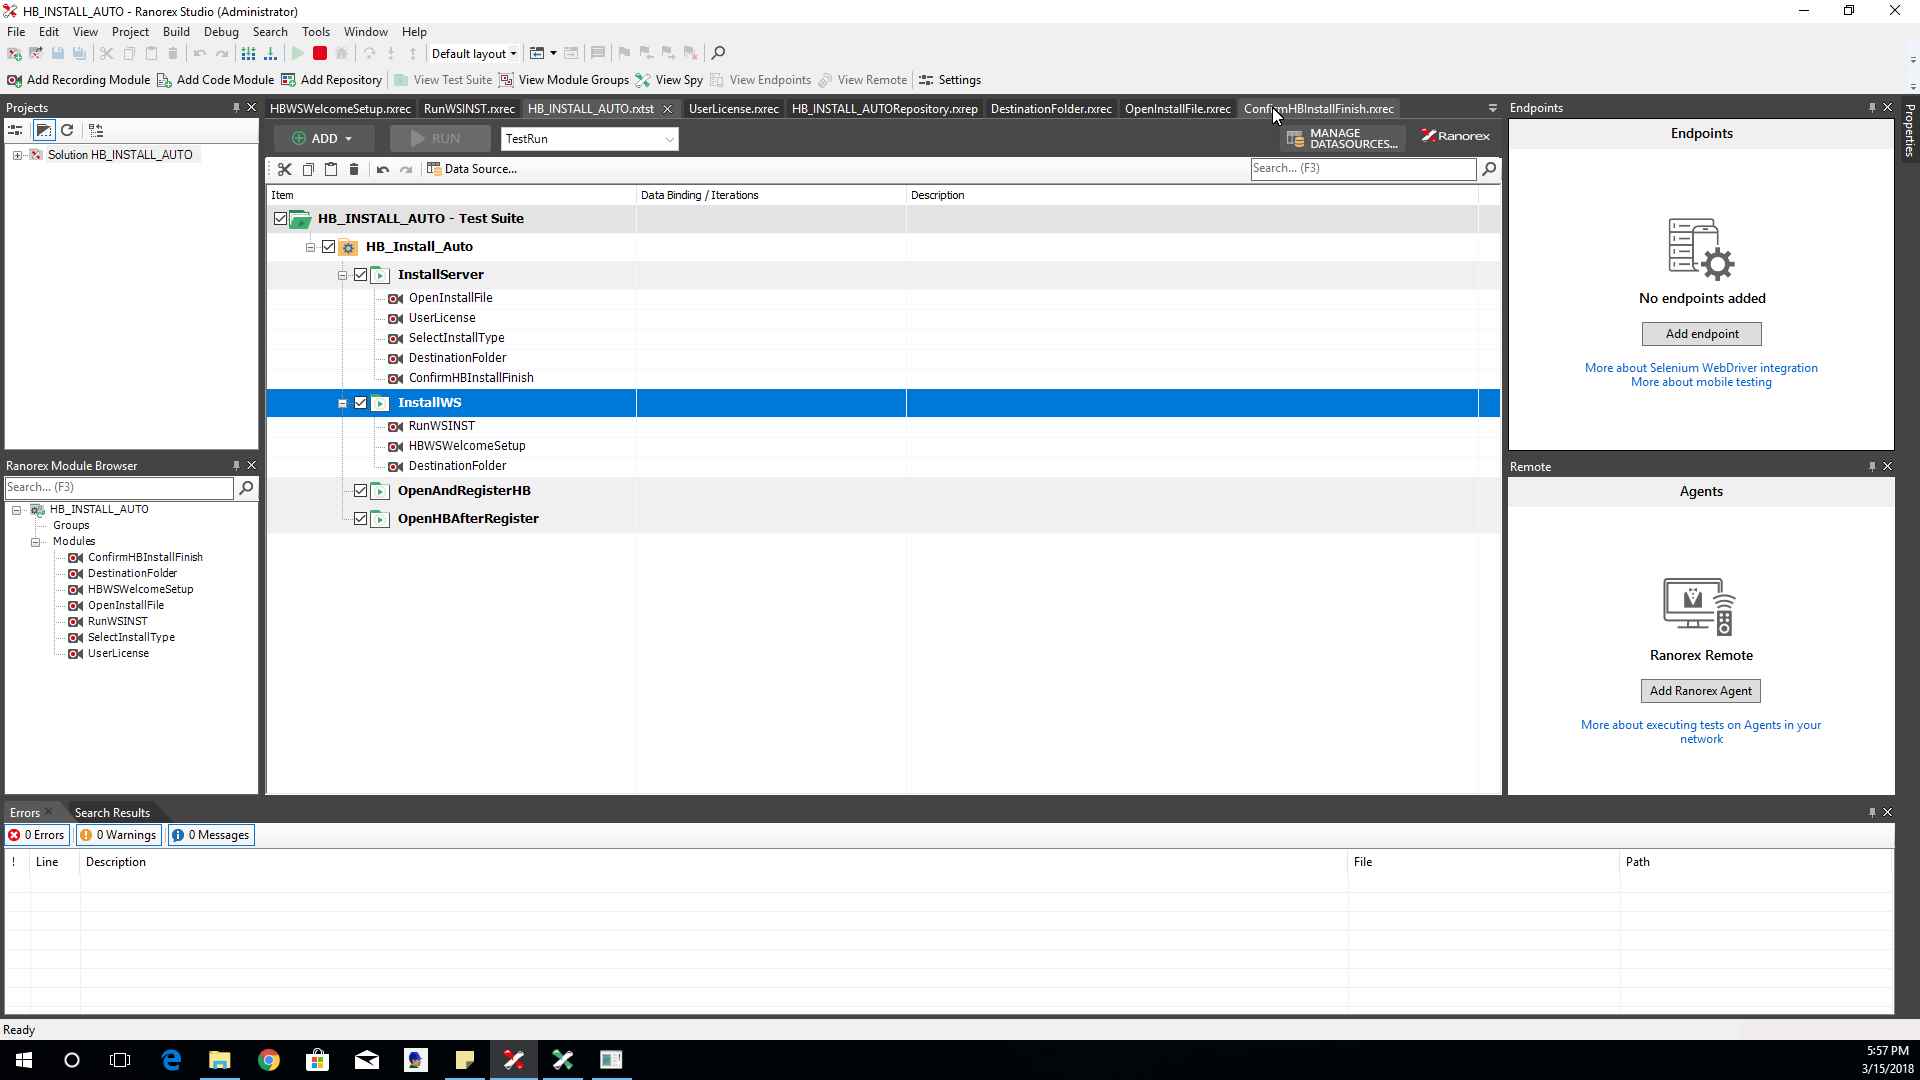 HB_INSTALL_AUTO - Ranorex Studio (Administrator)
File Edit View Project Build Debug Search Tools Window Help
Default layout
Add Recording Module Add Code Module Add Repository View Test Suite View Module Groups View Spy View Endpoints View Remote Settings
Projects
Solution HB_INSTALL_AUTO
Ranorex Module Browser
Search... (F3)
HB_INSTALL_AUTO
Groups
Modules
ConfirmHBInstallFinish
DestinationFolder
HBWSWelcomeSetup
OpenInstallFile
RunWSINST
SelectInstallType
UserLicense
HBWSWelcomeSetup.rxrec RunWSINST.rxrec HB_INSTALL_AUTO.rxtst UserLicense.rxrec HB_INSTALL_AUTORepository.rxrep DestinationFolder.rxrec OpenInstallFile.rxrec ConfirmHBInstallFinish.rxrec
ADD RUN TestRun
MANAGE
DATASOURCES...
Ranorex
Data Source...
Search... (F3)
Item Data Binding / Iterations Description
HB_INSTALL_AUTO - Test Suite
HB_Install_Auto
InstallServer
OpenInstallFile
UserLicense
SelectInstallType
DestinationFolder
ConfirmHBInstallFinish
InstallWS
RunWSINST
HBWSWelcomeSetup
DestinationFolder
OpenAndRegisterHB
OpenHBAfterRegister
Endpoints
Endpoints
No endpoints added
Add endpoint
More about Selenium WebDriver integration
More about mobile testing
Remote
Agents
Ranorex Remote
Add Ranorex Agent
More about executing tests on Agents in your
network
Properties
Errors Search Results
0 Errors 0 Warnings 0 Messages
! Line Description File Path
Ready
5:57 PM
3/15/2018